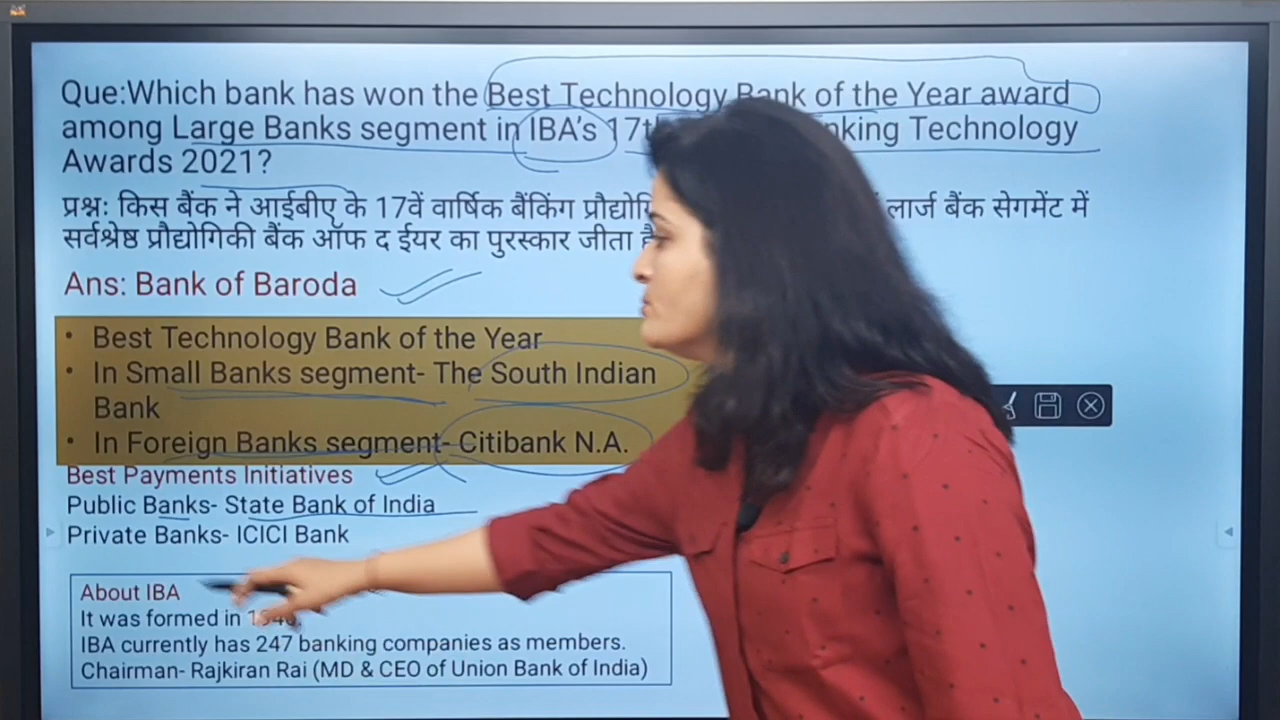 Que:Which bank has won the Best Technology Bank of the Year award
among Large Banks segment in IBA's 17th nking Technology
Awards 2021?
प्रश्नः किस बैंक ने आईबीए के 17वें वार्षिक बैंकिंग लार्ज बैंक सेगमेंट में
सर्वश्रेष्ठ प्रौद्योगिकी बैंक ऑफ द ईयर का पुरस्कार जीता
Ans: Bank of Baroda
• Best Technology Bank of the Year
• In Small Banks segment- The South Indian
Bank
• In Foreign Banks segment- Citibank N.A.
Best Payments Initiatives
Public Banks- State Bank of India
Private Banks- ICICI Bank
About IBA
It was formed in
IBA currently has 247 banking companies as members.
Chairman- Rajkiran Rai (MD & CEO of Union Bank of India)